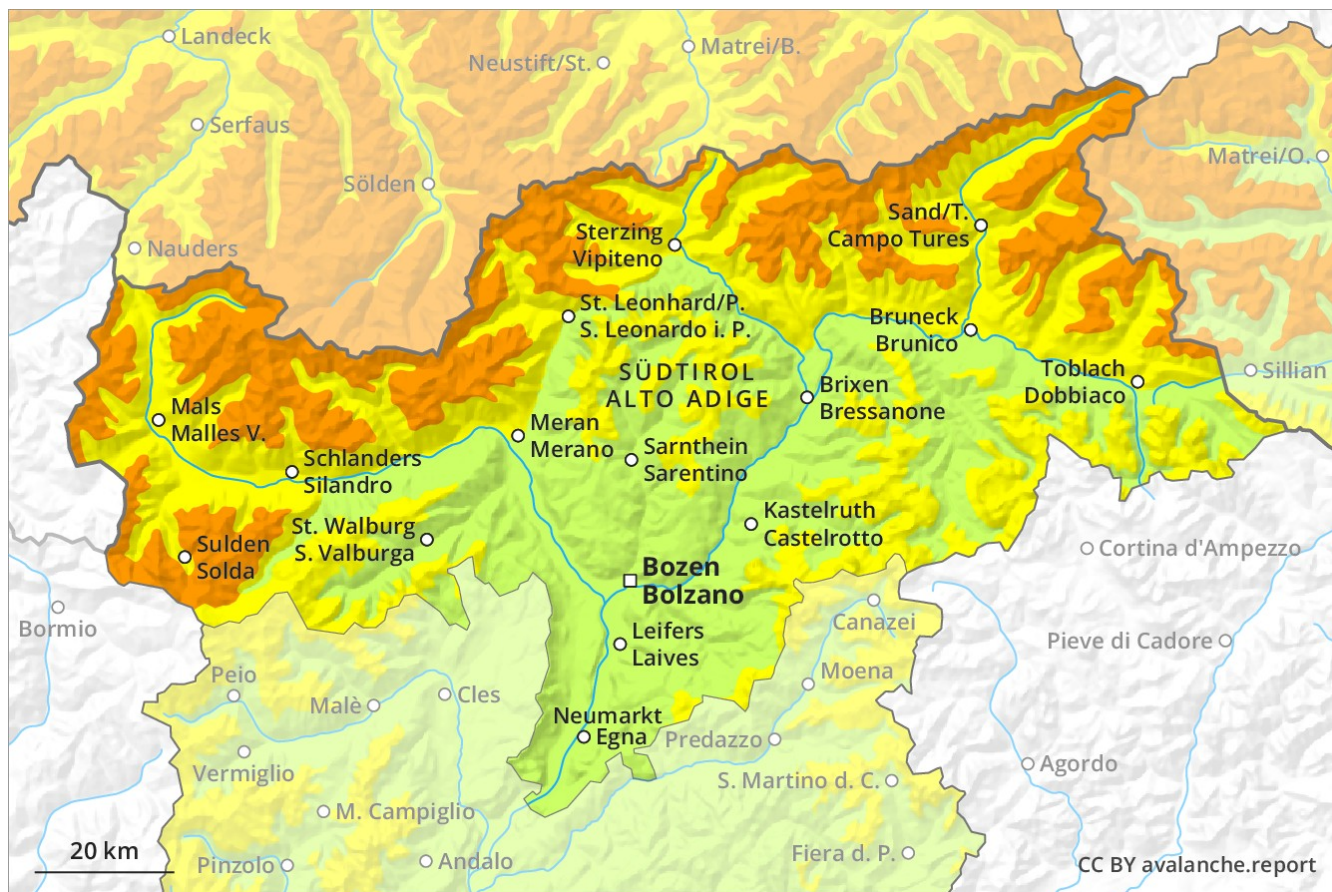 Landeck
Matrei/B.
Neustift/St.
Serfaus
Matrei/O.
Sölden
Sand/T.
Campo Tures
Sterzing
Vipiteno
Nauders
St. Leonhard/P.
S. Leonardo i. P.
Bruneck
Brunico
SÜDTIROL
ALTO ADIGE
Toblach
Dobbiaco
Sillian
Brixen
Bressanone
Mals
Malles V.
Meran
Merano
Sarnthein
Sarentino
Schlanders
Silandro
Kastelruth
Castelrotto
St. Walburg
S. Valburga
Sulden
Solda
Cortina d'Ampezzo
Bozen
Bolzano
Bormio
Canazei
Leifers
Laives
Pieve di Cadore
Peio
Moena
Malè
Cles
Neumarkt
Egna
Predazzo
Vermiglio
Agordo
S. Martino d. C.
M. Campiglio
20 km
Pinzolo
Andalo
Fiera d. P.
CC BY avalanche.report